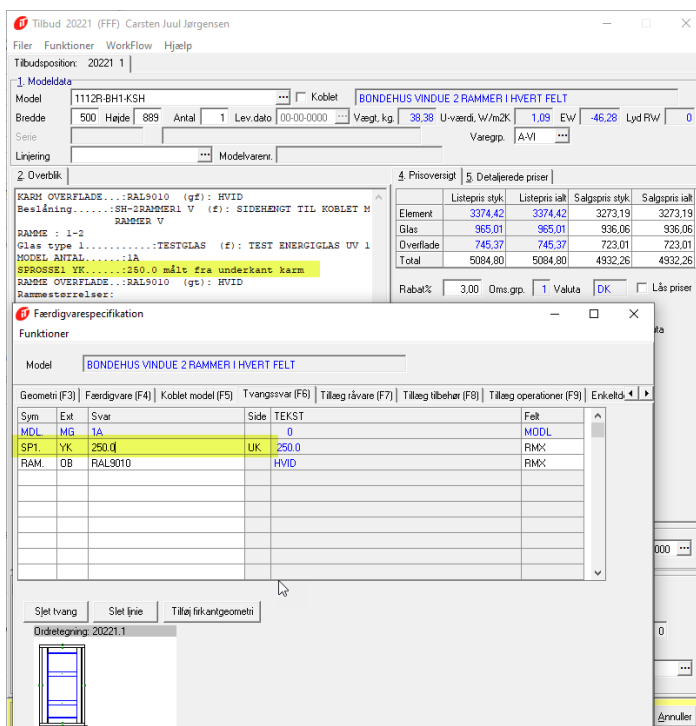 Tilbud 20221 (FFF) Carsten Juul Jørgensen
Filer Funktioner WorkFlow Hjælp
Tilbudsposition: 20221 1
1. Modeldata
Model 1112R-BH1-KSH ... Koblet BONDEHUS VINDUE 2 RAMMER I HVERT FELT
Bredde 500 Højde 889 Antal 1 Lev.dato 00-00-0000 ... Vægt, kg. 38,38 U-værdi, W/m2K 1,09 EW -46,28 Lyd RW 0
Serie Varegrp. A-VI ...
Linjering ... Modelvarenr.
2. Overblik
KARM OVERFLADE...:RAL9010 (gf): HVID
Beslåning......:SH-2RAMMER1 V (f): SIDEHÆNGT TIL KOBLET M
RAMMER V
RAMME : 1-2
Glas type 1...........:TESTGLAS (f): TEST ENERGIGLAS UV 1
MODEL ANTAL......:1A
SPROSSE1 YK......:250.0 målt fra underkant karm
RAMME OVERFLADE..:RAL9010 (gt): HVID
Rammestørrelser:
4. Prisoversigt 5. Detaljerede priser
Listepris styk Listepris ialt Salgspris styk Salgspris ialt
Element 3374,42 3374,42 3273,19 3273,19
Glas 965,01 965,01 936,06 936,06
Overflade 745,37 745,37 723,01 723,01
Total 5084,80 5084,80 4932,26 4932,26
Rabat% 3,00 Oms.grp. 1 Valuta DK Lås priser
Færdigvarespecifikation
Funktioner
Model BONDEHUS VINDUE 2 RAMMER I HVERT FELT
Geometri (F3) Færdigvare (F4) Koblet model (F5) Tvangssvar (F6) Tillæg råvare (F7) Tillæg tilbehør (F8) Tillæg operationer (F9) Enkeltd
Sym Ext Svar Side TEKST Felt
MDL. MG 1A 0 MODL
SP1. YK 250.0 UK 250.0 RMX
RAM. OB RAL9010 HVID RMX
Slet tvang Slet linie Tilføj firkantgeometri
Ordretegning: 20221.1
ta
000 ...
0
...
Annuller